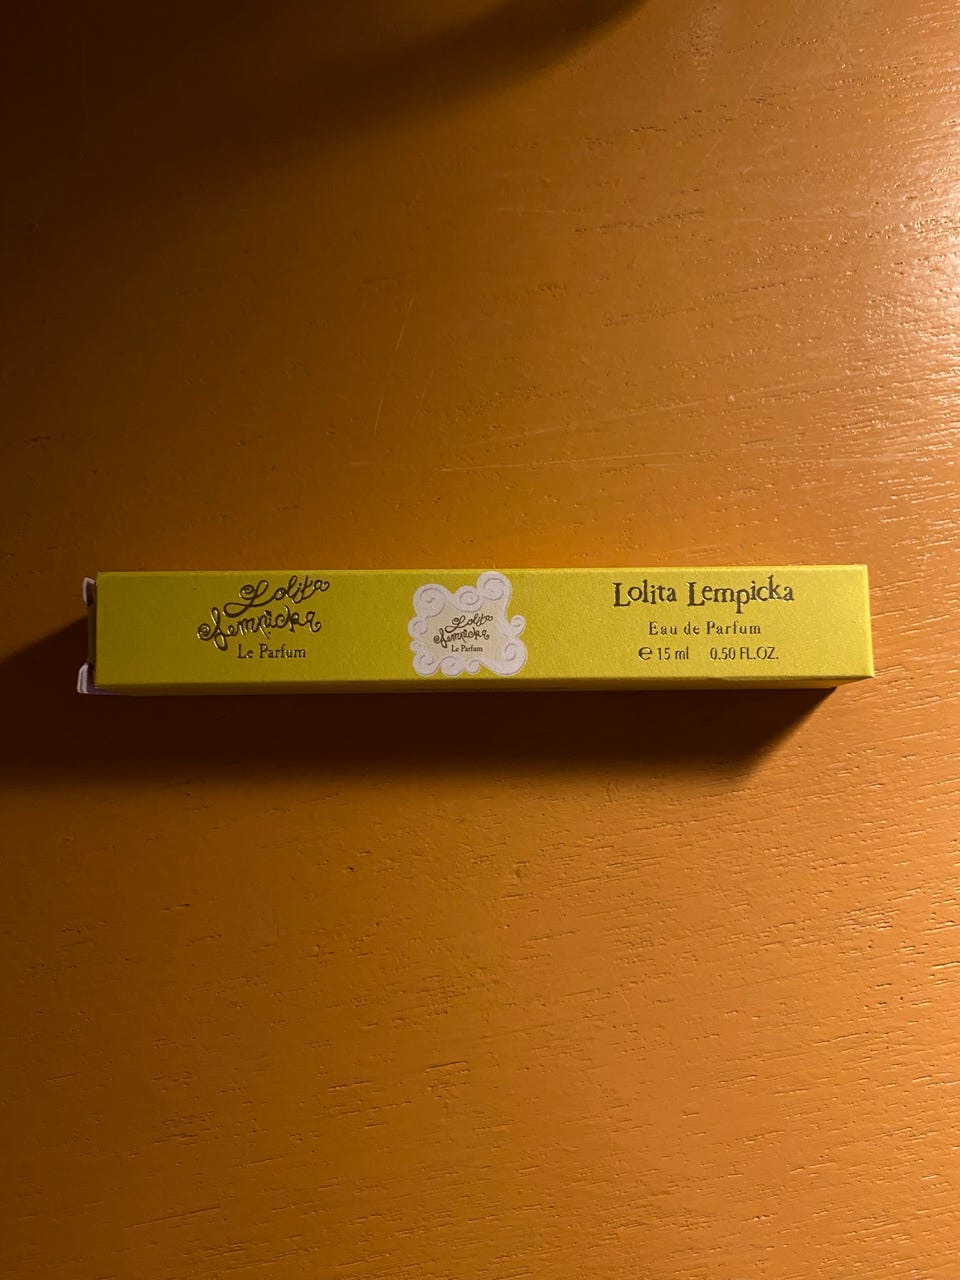 Lolita
Lempicka
Le Parfum
Lolita
Lempicka
Le Parfum
Lolita Lempicka
Eau de Parfum
℮ 15 ml 0.50 FL.OZ.